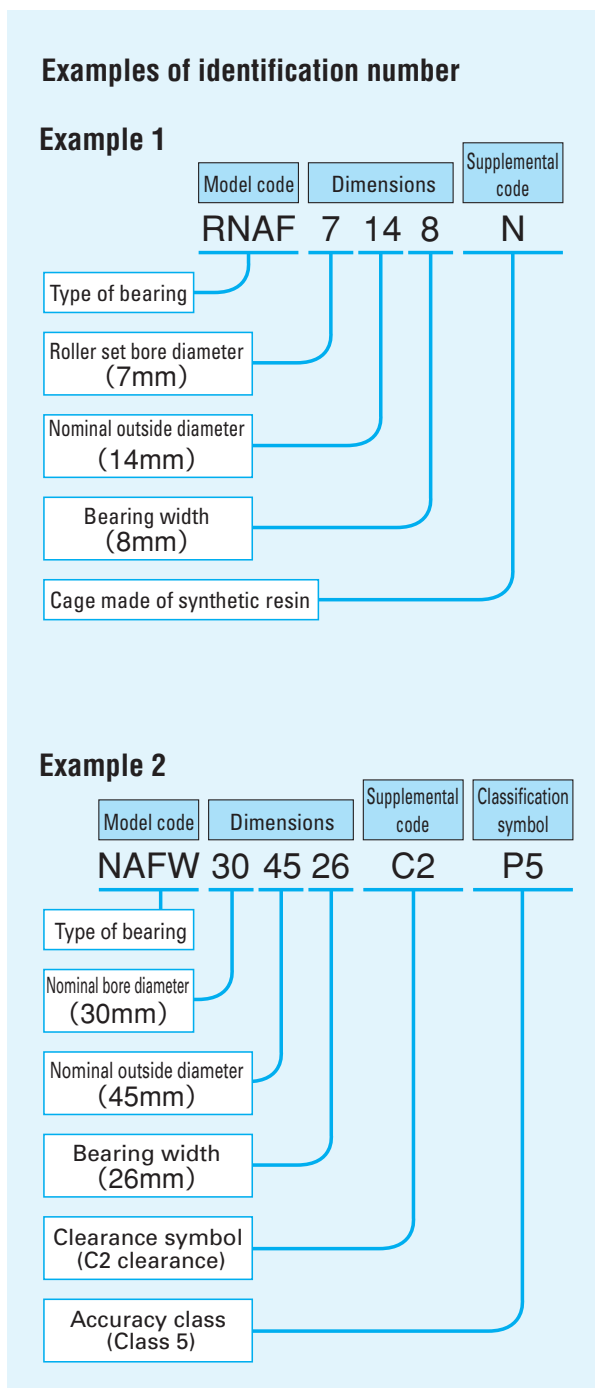 Examples of identification number
Example 1
Model code
Dimensions
Supplemental
code
RNAF 7 14 8 N
Type of bearing
Roller set bore diameter
(7mm)
Nominal outside diameter
(14mm)
Bearing width
(8mm)
Cage made of synthetic resin
Example 2
Model code
Dimensions
Supplemental
code
Classification
symbol
NAFW 30 45 26 C2 P5
Type of bearing
Nominal bore diameter
(30mm)
Nominal outside diameter
(45mm)
Bearing width
(26mm)
Clearance symbol
(C2 clearance)
Accuracy class
(Class 5)